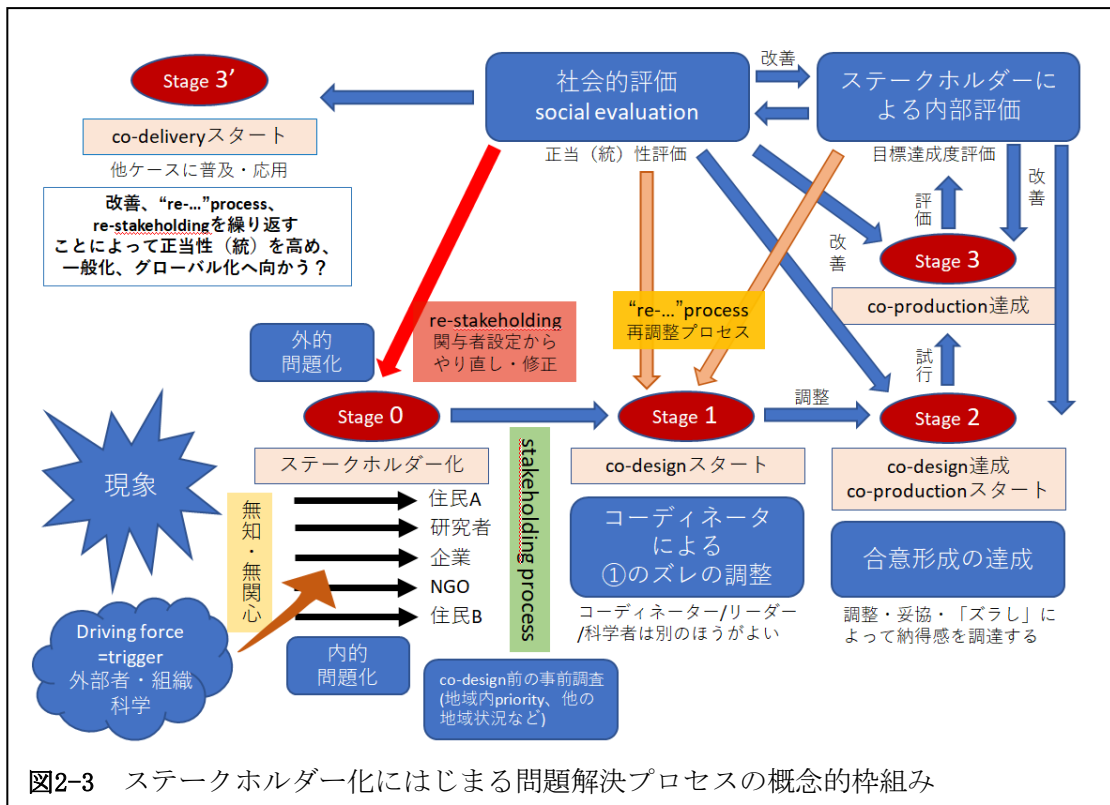 Stage 3’
co-deliveryスタート
他ケースに普及・応用
改善、“re-…”process、
re-stakeholdingを繰り返す
ことによって正当性（統）を高め、
一般化、グローバル化へ向かう？
社会的評価
social evaluation
正当（統）性評価
改善
ステークホルダーに
よる内部評価
目標達成度評価
改善
評価
改善
Stage 3
co-production達成
試行
re-stakeholding
関与者設定から
やり直し・修正
“re-…”process
再調整プロセス
外的
問題化
Stage 0
ステークホルダー化
stakeholding process
Stage 1
co-designスタート
調整
Stage 2
co-design達成
co-productionスタート
現象
無知・無関心
住民A
研究者
企業
NGO
住民B
Driving force
=trigger
外部者・組織
科学
内的
問題化
co-design前の事前調査
(地域内priority、他の
地域状況など)
コーディネータ
による
①のズレの調整
コーディネーター/リーダー
/科学者は別のほうがよい
合意形成の達成
調整・妥協・「ズラし」に
よって納得感を調達する
図2-3 ステークホルダー化にはじまる問題解決プロセスの概念的枠組み